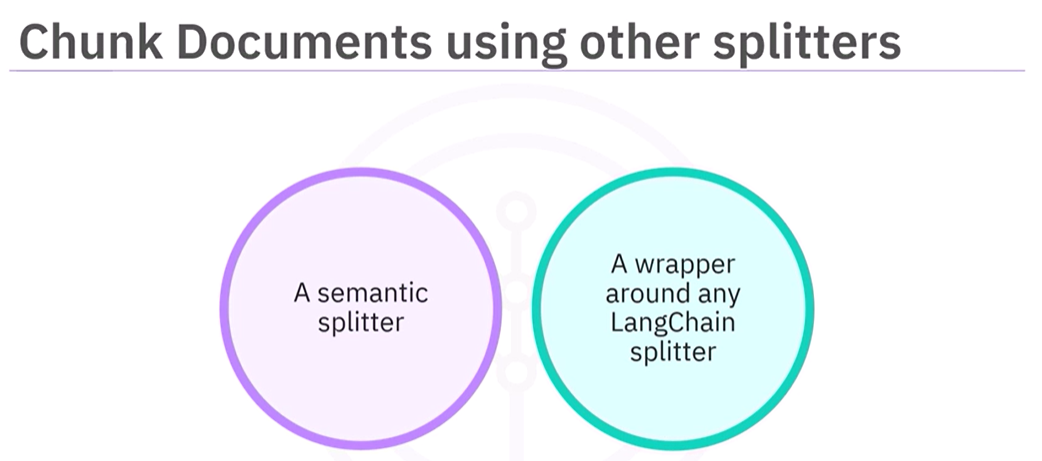 Chunk Documents using other splitters
A semantic
splitter
A wrapper
around any
LangChain
splitter